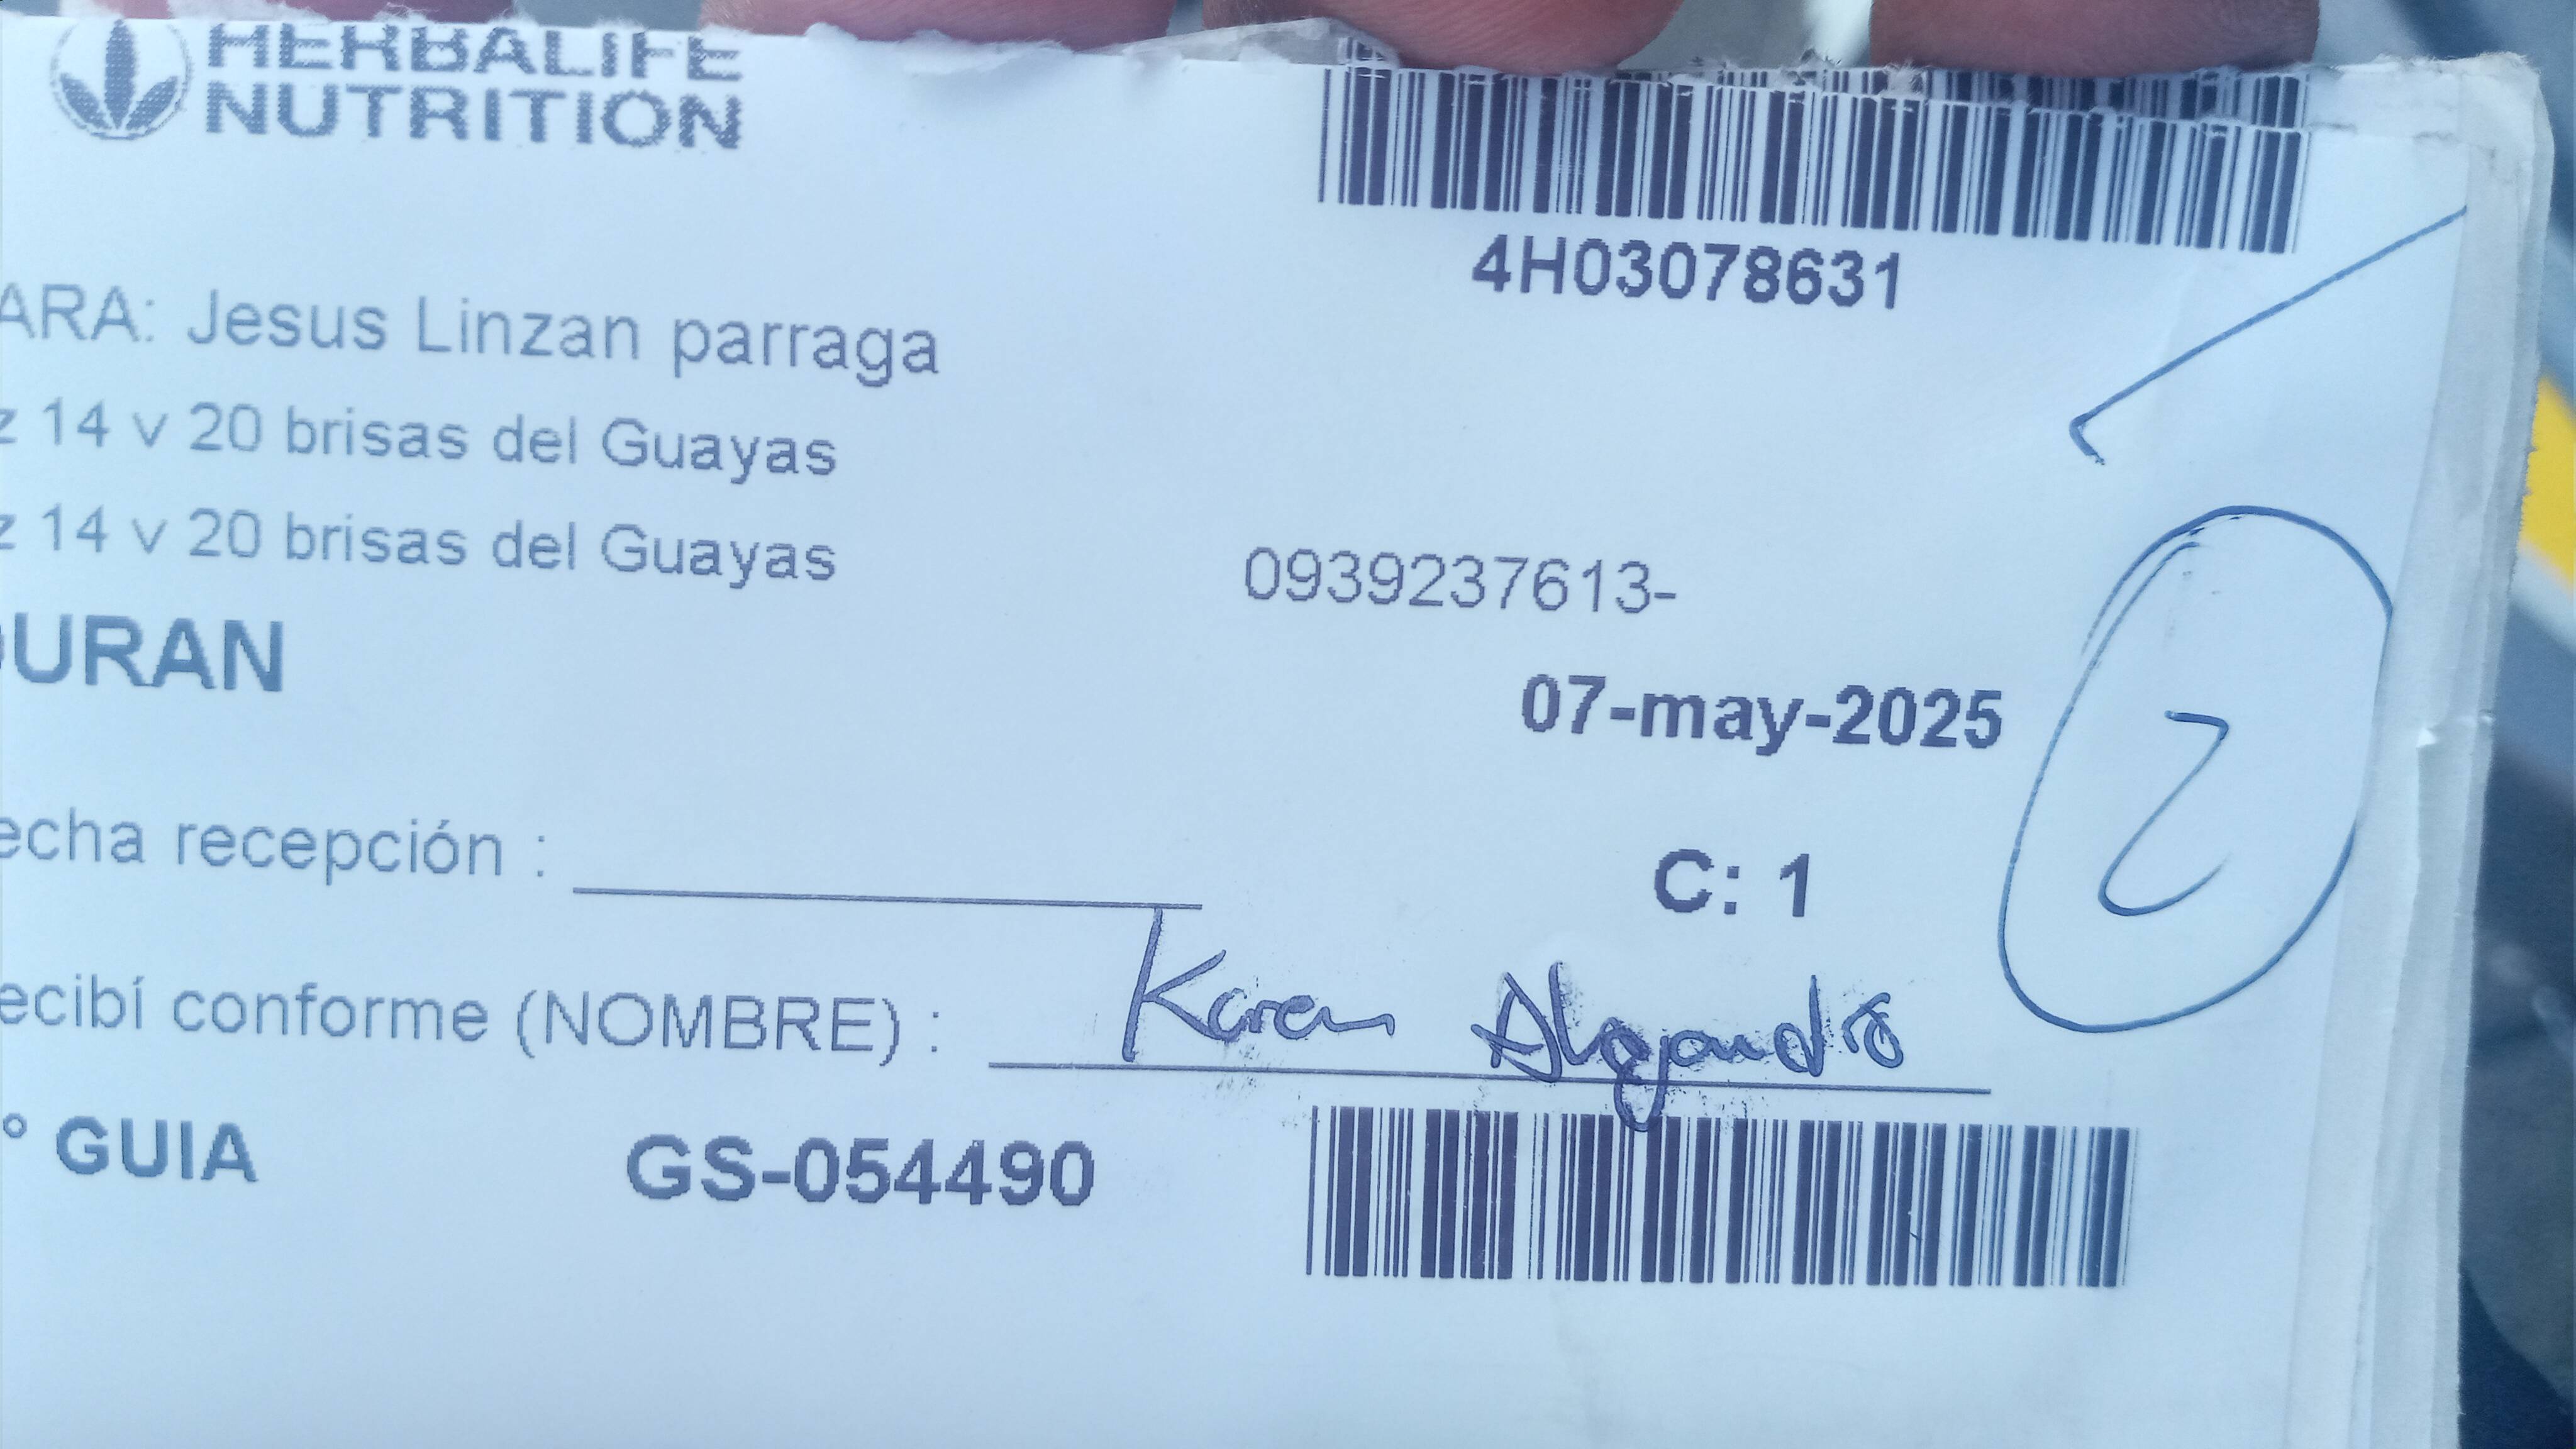 HERBALIFE
NUTRITION
4H03078631
ARA: Jesus Linzan parraga
z 14 v 20 brisas del Guayas
z 14 v 20 brisas del Guayas
0939237613-
URAN
07-may-2025
2
echa recepción :
C: 1
ecibí conforme (NOMBRE) : Karen Alejandro
° GUIA GS-054490